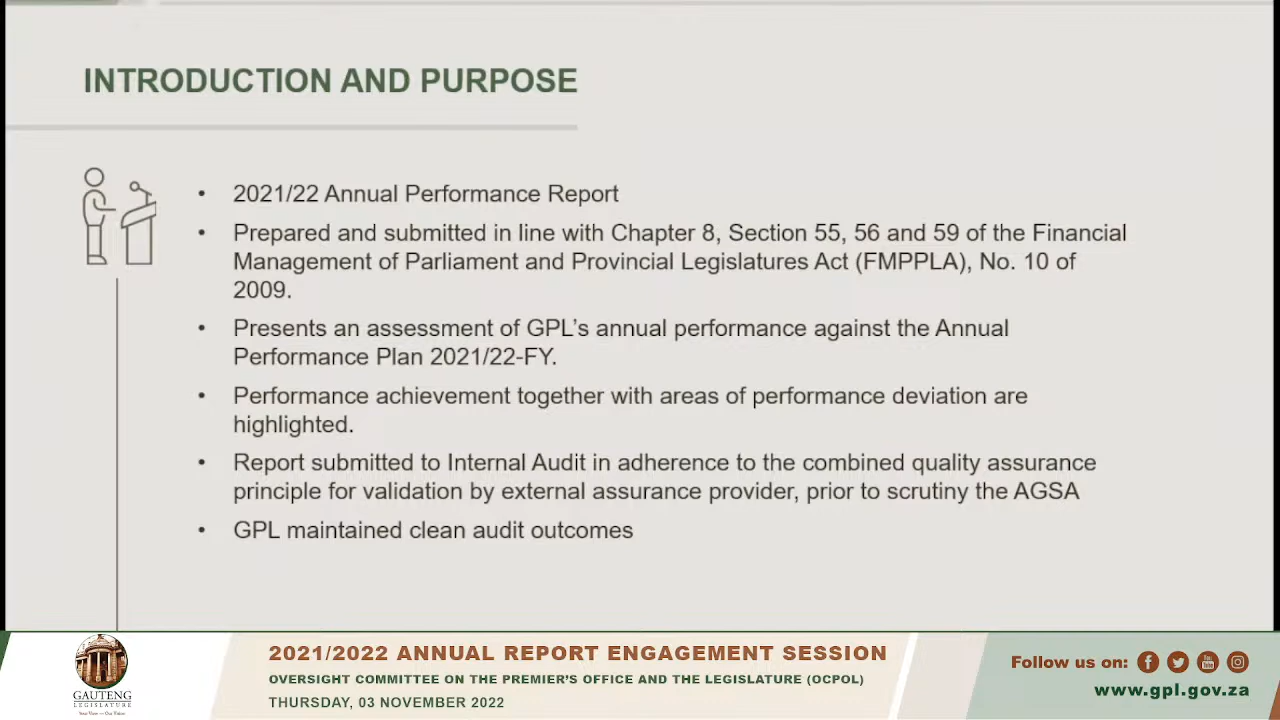 INTRODUCTION AND PURPOSE
• 2021/22 Annual Performance Report
• Prepared and submitted in line with Chapter 8, Section 55, 56 and 59 of the Financial
Management of Parliament and Provincial Legislatures Act (FMPPLA), No. 10 of
2009.
• Presents an assessment of GPL’s annual performance against the Annual
Performance Plan 2021/22-FY.
• Performance achievement together with areas of performance deviation are
highlighted.
• Report submitted to Internal Audit in adherence to the combined quality assurance
principle for validation by external assurance provider, prior to scrutiny the AGSA
• GPL maintained clean audit outcomes
GAUTENG
LEGISLATURE
Your View — Our Vision
2021/2022 ANNUAL REPORT ENGAGEMENT SESSION
OVERSIGHT COMMITTEE ON THE PREMIER’S OFFICE AND THE LEGISLATURE (OCPOL)
THURSDAY, 03 NOVEMBER 2022
Follow us on:
www.gpl.gov.za